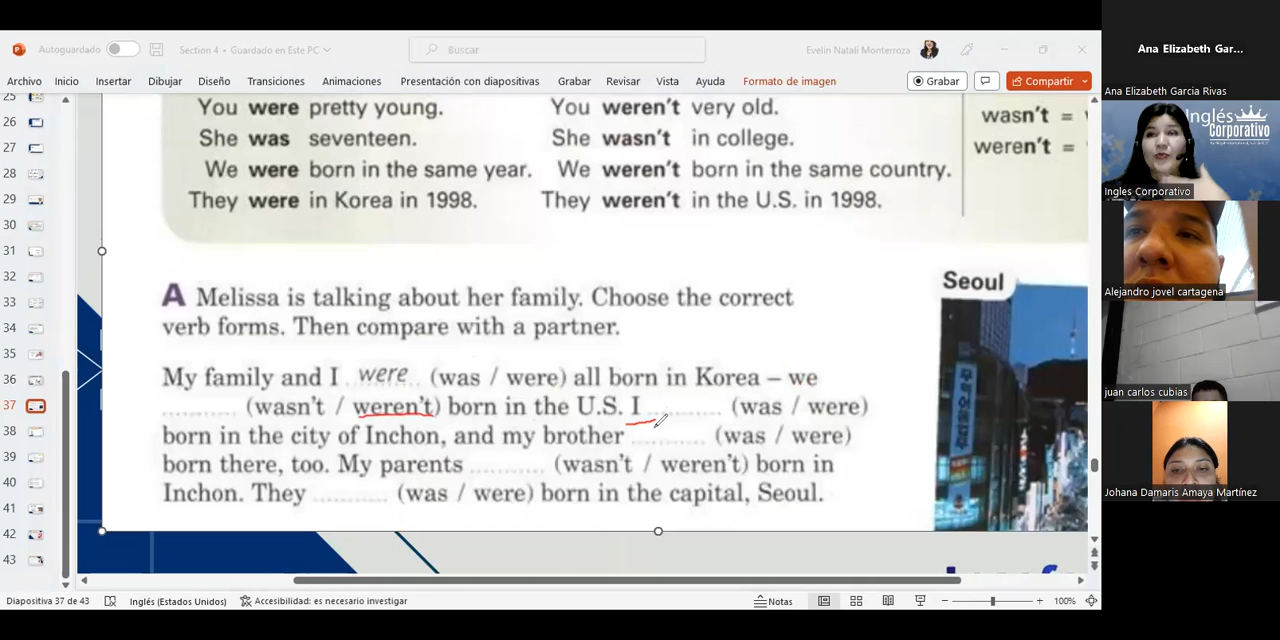 Autoguardado
Section 4 • Guardado en Este PC
Buscar
Evelin Natali Monterroza
Archivo Inicio Insertar Dibujar Diseño Transiciones Animaciones Presentación con diapositivas Grabar Revisar Vista Ayuda Formato de imagen
Grabar
Compartir
25
26
27
28
29
30
31
32
33
34
35
36
37
38
39
40
41
42
43
You were pretty young. You weren't very old.
She was seventeen. She wasn't in college.
We were born in the same year. We weren't born in the same country.
They were in Korea in 1998. They weren't in the U.S. in 1998.
wasn't =
weren't =
A Melissa is talking about her family. Choose the correct
verb forms. Then compare with a partner.
My family and I were (was / were) all born in Korea – we
.......... (wasn't / weren't) born in the U.S. I .......... (was / were)
born in the city of Inchon, and my brother .......... (was / were)
born there, too. My parents .......... (wasn't / weren't) born in
Inchon. They .......... (was / were) born in the capital, Seoul.
Seoul
Diapositiva 37 de 43
Inglés (Estados Unidos)
Accesibilidad: es necesario investigar
Notas
100%
Ana Elizabeth Gar...
Ana Elizabeth Garcia Rivas
Inglés
Corporativo
Ingles Corporativo
Alejandro jovel cartagena
juan carlos cubias
Johana Damaris Amaya Martínez